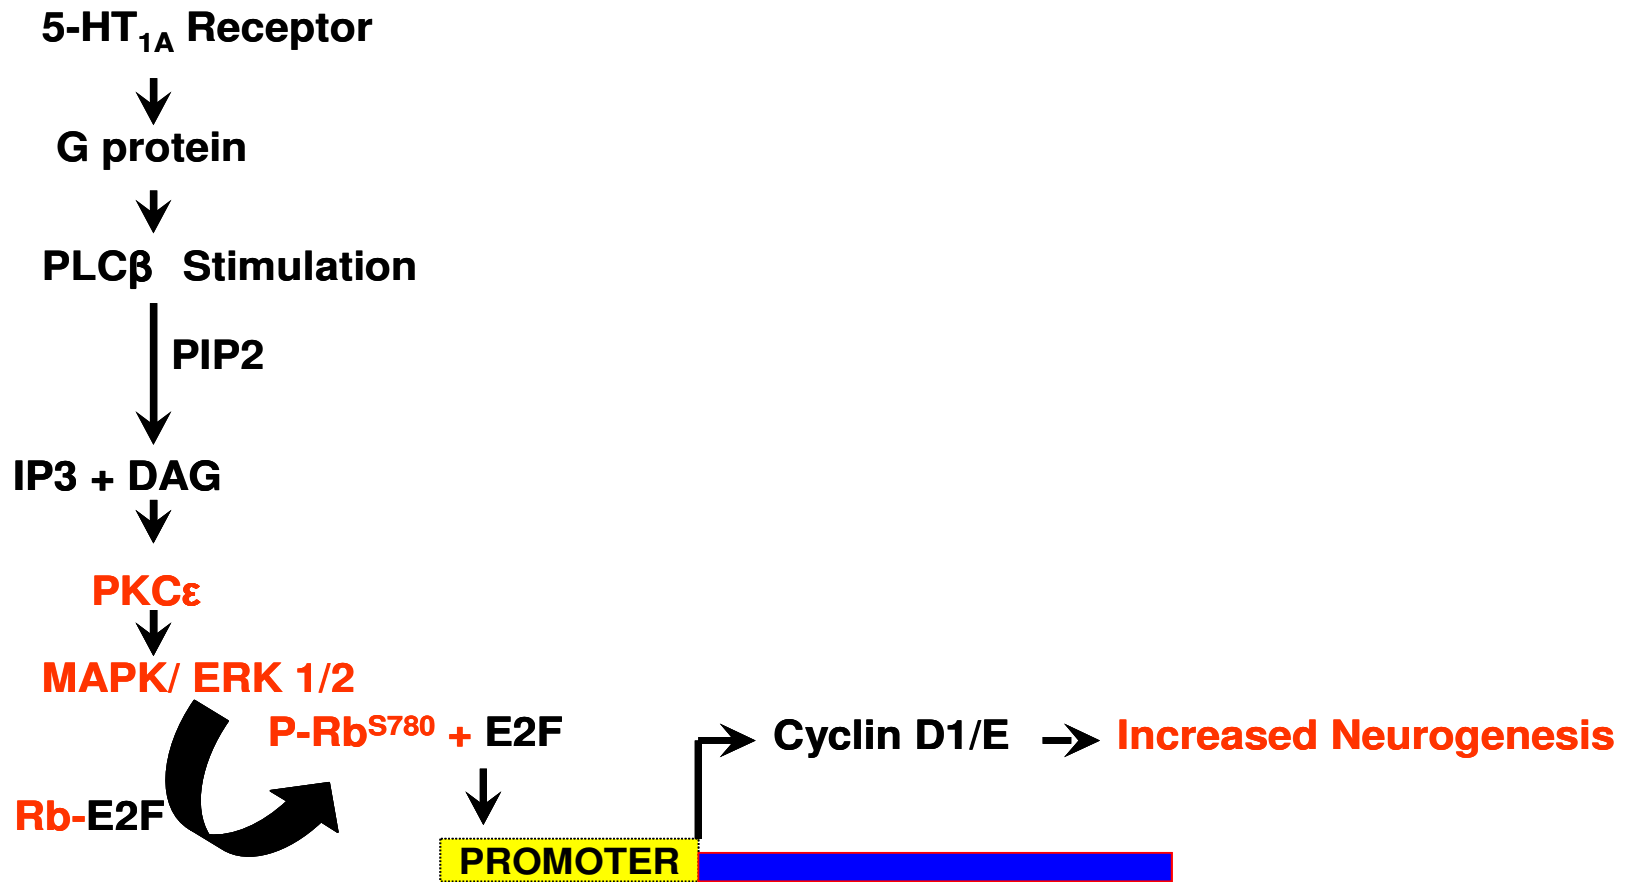 5-HT1A Receptor
G protein
PLCβ Stimulation
PIP2
IP3 + DAG
PKCε
MAPK/ ERK 1/2
P-RbS780 + E2F
Cyclin D1/E
Increased Neurogenesis
Rb-E2F
PROMOTER